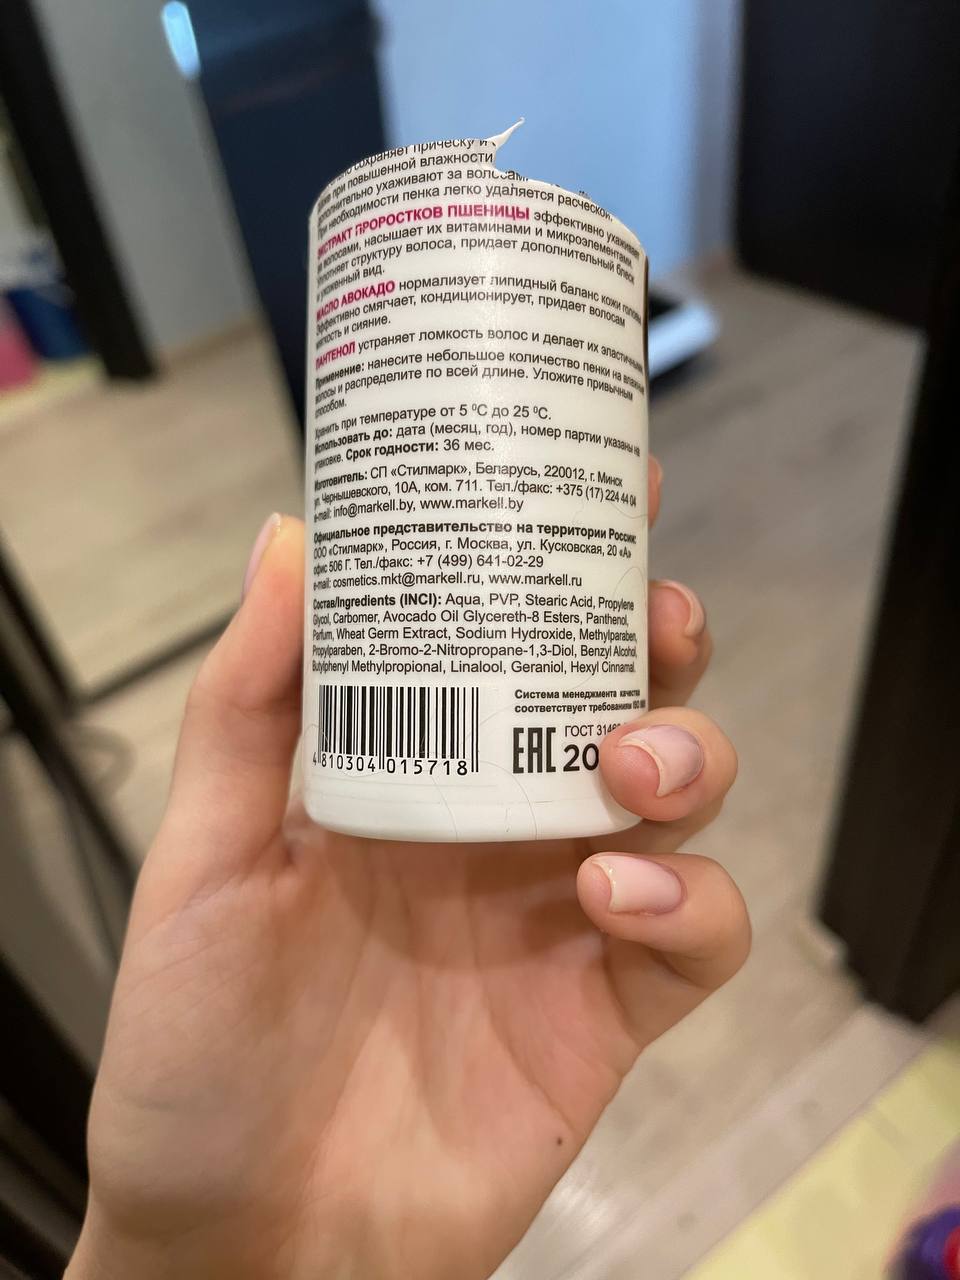 сохраняет прическу и
при повышенной влажности
дополнительно ухаживают за волосами.
При необходимости пенка легко удаляется расческой.
ЭКСТРАКТ ПРОРОСТКОВ ПШЕНИЦЫ эффективно ухаживает
за волосами, насыщает их витаминами и микроэлементами,
уплотняет структуру волоса, придает дополнительный блеск
и ухоженный вид.
МАСЛО АВОКАДО нормализует липидный баланс кожи головы.
Эффективно смягчает, кондиционирует, придает волосам
мягкость и сияние.
ПАНТЕНОЛ устраняет ломкость волос и делает их эластичными.
Применение: нанесите небольшое количество пенки на влажные
волосы и распределите по всей длине. Уложите привычным
способом.
Хранить при температуре от 5 ⁰C до 25 ⁰C.
Использовать до: дата (месяц, год), номер партии указаны на
упаковке. Срок годности: 36 мес.
Изготовитель: СП «Стилмарк», Беларусь, 220012, г. Минск
ул. Чернышевского, 10А, ком. 711. Тел./факс: +375 (17) 224 44 04
e-mail: info@markell.by, www.markell.by
Официальное представительство на территории России:
ООО «Стилмарк», Россия, г. Москва, ул. Кусковская, 20 «А»
офис 506 Г. Тел./факс: +7 (499) 641-02-29
e-mail: cosmetics.mkt@markell.ru, www.markell.ru
Состав/Ingredients (INCI): Aqua, PVP, Stearic Acid, Propylene
Glycol, Carbomer, Avocado Oil Glycereth-8 Esters, Panthenol,
Parfum, Wheat Germ Extract, Sodium Hydroxide, Methylparaben,
Propylparaben, 2-Bromo-2-Nitropropane-1,3-Diol, Benzyl Alcohol,
Butylphenyl Methylpropional, Linalool, Geraniol, Hexyl Cinnamal.
Система менеджмента качества
соответствует требованиям ISO
ГОСТ 3146
EAC 20
4 810304 015718